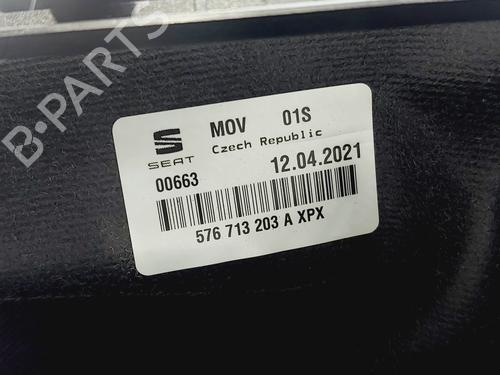 B-PARTS
MOV 01S
Czech Republic
SEAT
00663 12.04.2021
576 713 203 A XPX